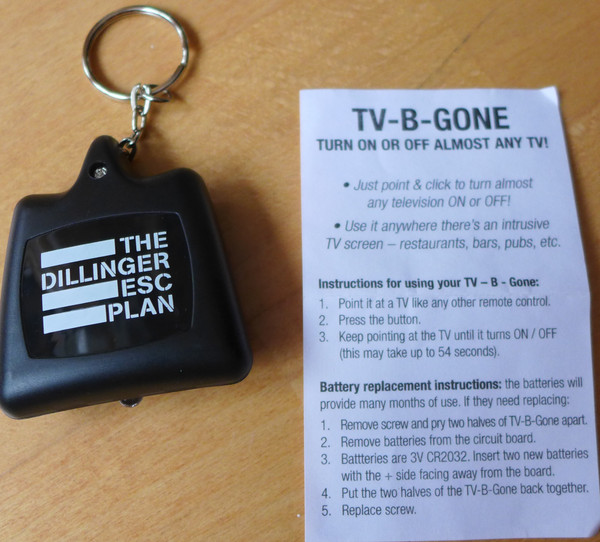 THE
DILLINGER
ESC
PLAN
TV-B-GONE
TURN ON OR OFF ALMOST ANY TV!
• Just point & click to turn almost
any television ON or OFF!
• Use it anywhere there's an intrusive
TV screen – restaurants, bars, pubs, etc.
Instructions for using your TV – B - Gone:
1. Point it at a TV like any other remote control.
2. Press the button.
3. Keep pointing at the TV until it turns ON / OFF
(this may take up to 54 seconds).
Battery replacement instructions: the batteries will
provide many months of use. If they need replacing:
1. Remove screw and pry two halves of TV-B-Gone apart.
2. Remove batteries from the circuit board.
3. Battteries are 3V CR2032. Insert two new batteries
with the + side facing away from the board.
4. Put the two halves of the TV-B-Gone back together.
5. Replace screw.